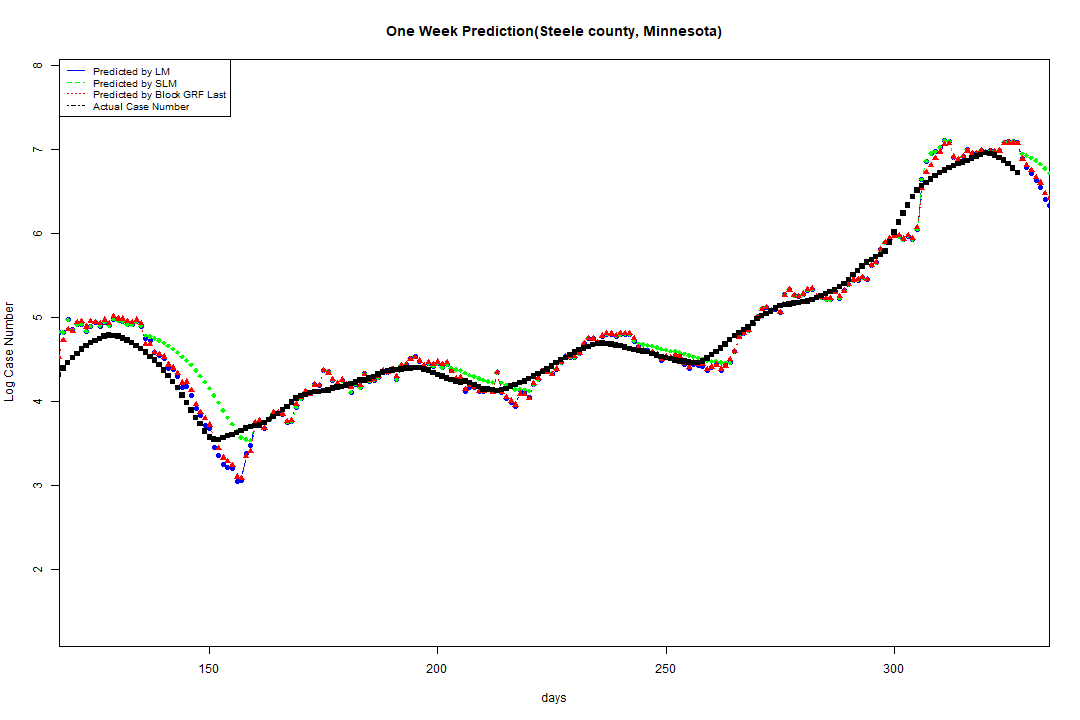 One Week Prediction(Steele county, Minnesota)
Predicted by LM
Predicted by SLM
Predicted by Block GRF Last
Actual Case Number
8
7
6
5
4
3
2
Log Case Number
150 200 250 300
days